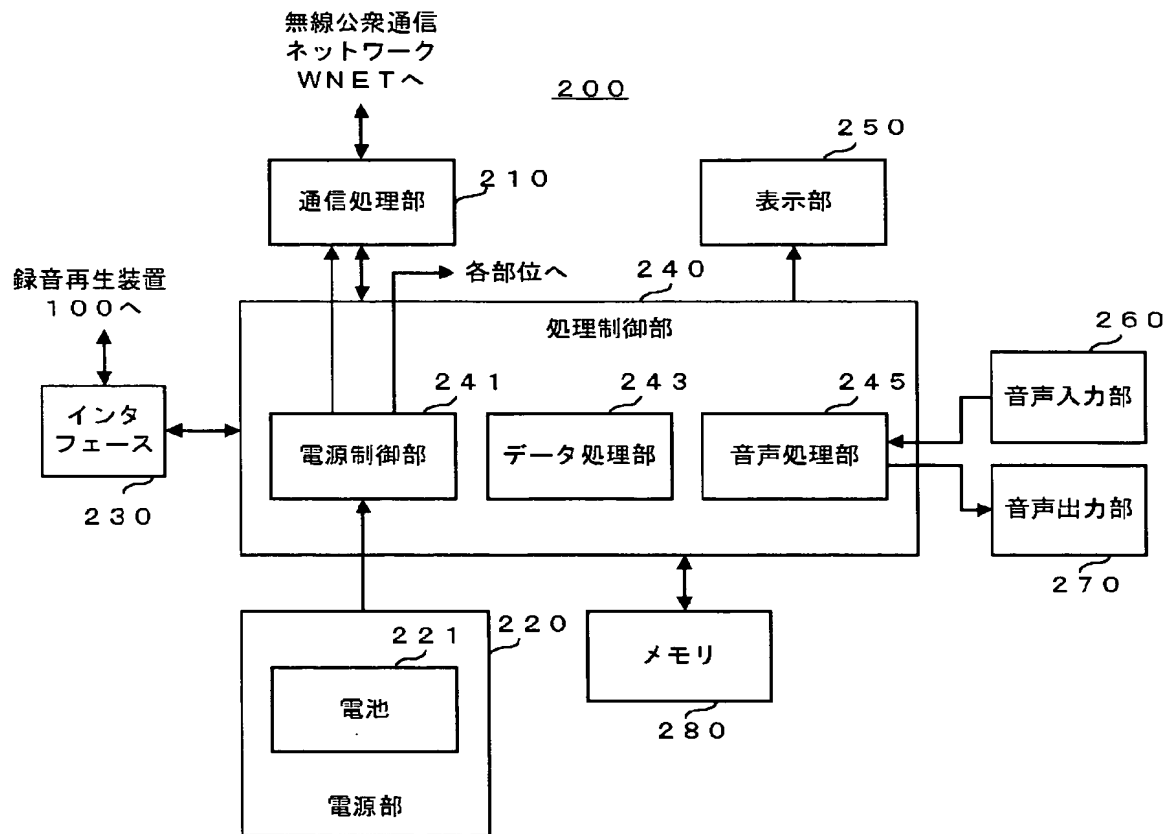 無線公衆通信
ネットワーク
ＷＮＥＴへ
２００
２５０
２１０
通信処理部
表示部
録音再生装置
１００へ
各部位へ
２４０
処理制御部
２６０
２４１
２４３
２４５
インタ
フェース
電源制御部
データ処理部
音声処理部
音声入力部
２３０
音声出力部
２７０
２２０
２２１
電池
電源部
メモリ
２８０